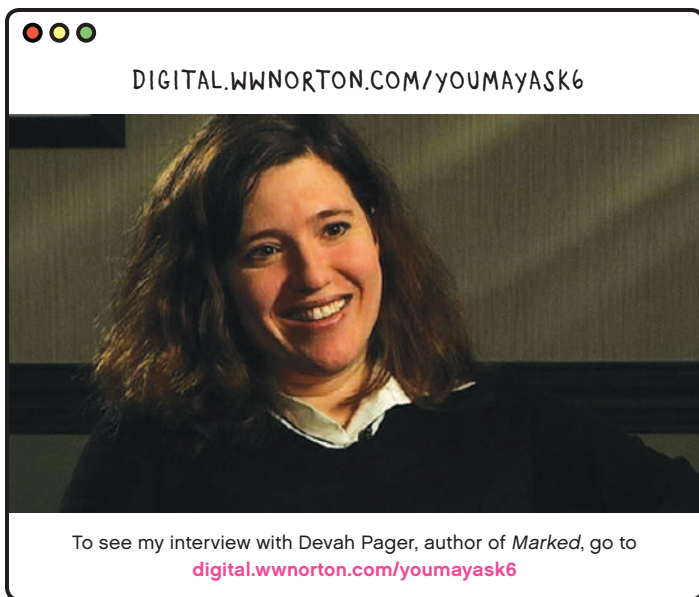 DIGITAL.WWNORTON.COM/YOUMAYASK6
To see my interview with Devah Pager, author of Marked, go to
digital.wwnorton.com/youmayask6